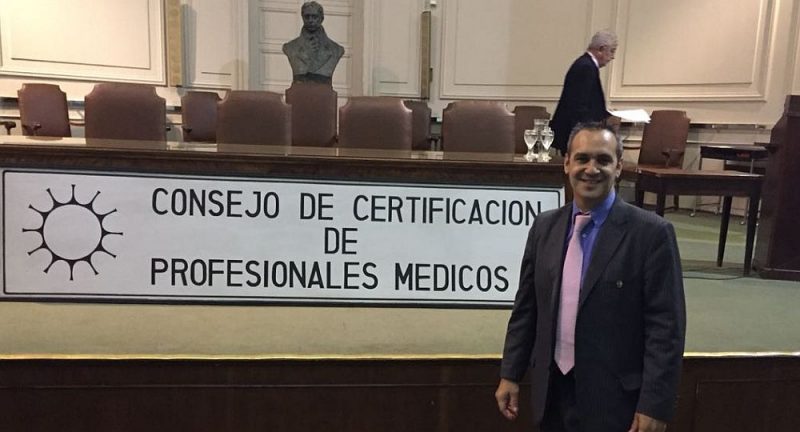 CONSEJO DE CERTIFICACION
DE
PROFESIONALES MEDICOS